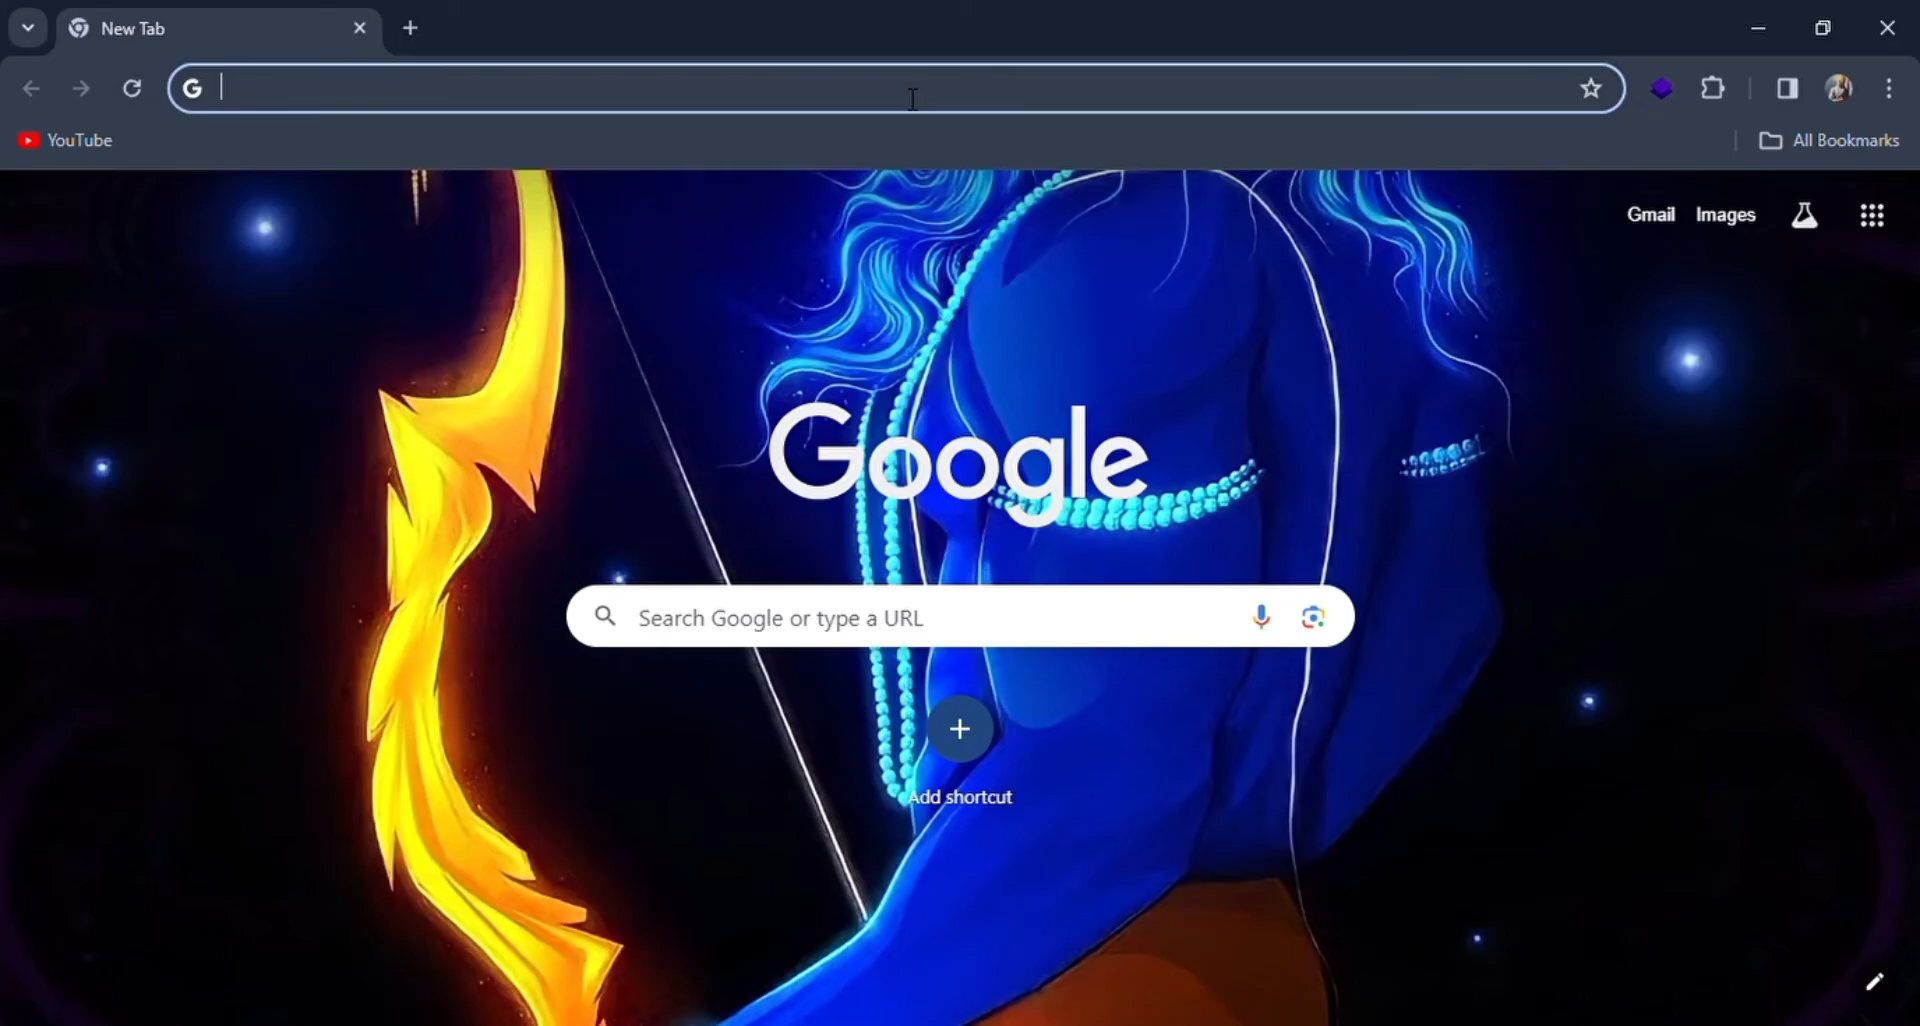 New Tab
G
YouTube
All Bookmarks
Gmail Images
Google
Search Google or type a URL
Add shortcut